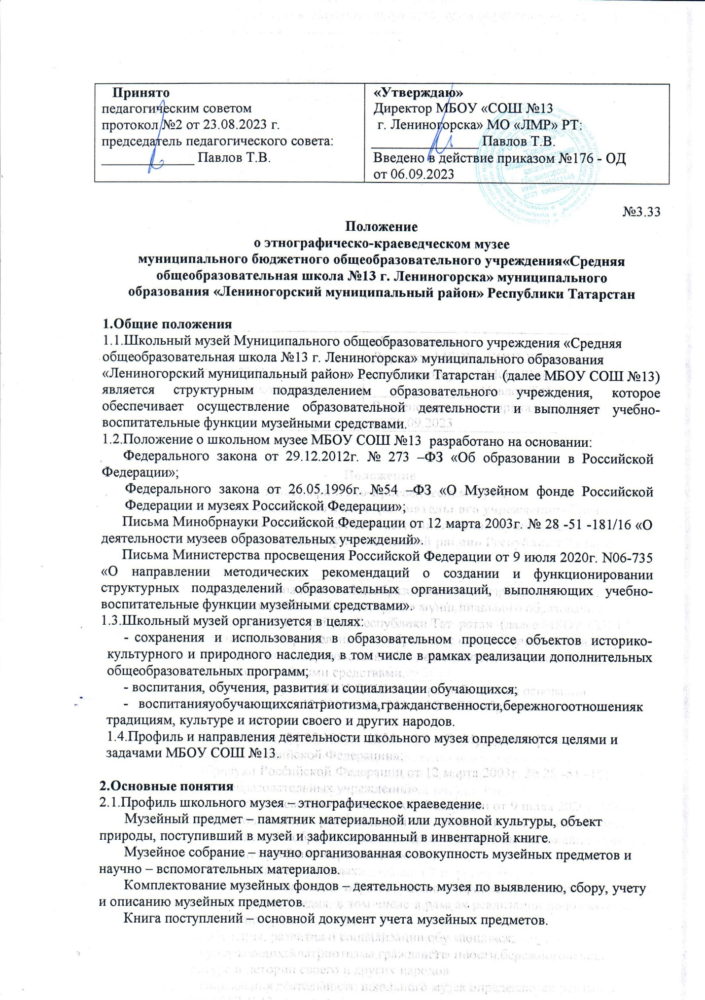 Принято
педагогическим советом
протокол №2 от 23.08.2023 г.
председатель педагогического совета:
______________ Павлов Т.В.
«Утверждаю»
Директор МБОУ «СОШ №13
г. Лениногорска» МО «ЛМР» РТ:
________________ Павлов Т.В.
Введено в действие приказом №176 - ОД
от 06.09.2023
"Средняя
общеобразовательная
школа № 13
г.Лениногорска"
ИНН 1649012145
КПП 164901001
№3.33
Положение
о этнографическо-краеведческом музее
муниципального бюджетного общеобразовательного учреждения«Средняя
общеобразовательная школа №13 г. Лениногорска» муниципального
образования «Лениногорский муниципальный район» Республики Татарстан
1.Общие положения
1.1.Школьный музей Муниципального общеобразовательного учреждения «Средняя
общеобразовательная школа №13 г. Лениногорска» муниципального образования
«Лениногорский муниципальный район» Республики Татарстан (далее МБОУ СОШ №13)
является структурным подразделением образовательного учреждения, которое
обеспечивает осуществление образовательной деятельности и выполняет учебно-
воспитательные функции музейными средствами.
1.2.Положение о школьном музее МБОУ СОШ №13 разработано на основании:
Федерального закона от 29.12.2012г. № 273 –ФЗ «Об образовании в Российской
Федерации»;
Федерального закона от 26.05.1996г. №54 –ФЗ «О Музейном фонде Российской
Федерации и музеях Российской Федерации»;
Письма Минобрнауки Российской Федерации от 12 марта 2003г. № 28 -51 -181/16 «О
деятельности музеев образовательных учреждений».
Письма Министерства просвещения Российской Федерации от 9 июля 2020г. N06-735
«О направлении методических рекомендаций о создании и функционировании
структурных подразделений образовательных организаций, выполняющих учебно-
воспитательные функции музейными средствами».
1.3.Школьный музей организуется в целях:
- сохранения и использования в образовательном процессе объектов историко-
культурного и природного наследия, в том числе в рамках реализации дополнительных
общеобразовательных программ;
- воспитания, обучения, развития и социализации обучающихся;
- воспитанияуобучающихсяпатриотизма,гражданственности,бережногоотношенияк
традициям, культуре и истории своего и других народов.
1.4.Профиль и направления деятельности школьного музея определяются целями и
задачами МБОУ СОШ №13.
2.Основные понятия
2.1.Профиль школьного музея – этнографическое краеведение.
Музейный предмет – памятник материальной или духовной культуры, объект
природы, поступивший в музей и зафиксированный в инвентарной книге.
Музейное собрание – научно организованная совокупность музейных предметов и
научно – вспомогательных материалов.
Комплектование музейных фондов – деятельность музея по выявлению, сбору, учету
и описанию музейных предметов.
Книга поступлений – основной документ учета музейных предметов.